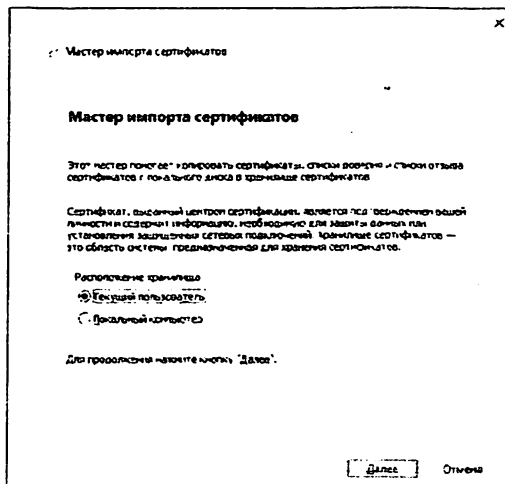 Мастер импорта сертификатов
Мастер импорта сертификатов
Этот мастер помогает копировать сертификаты, списки доверия и списки отзыва
сертификатов с локального диска в хранилище сертификатов.
Сертификат, выданный центром сертификации, является подтверждением вашей
личности и содержит информацию, необходимую для защиты данных или
установления защищенных сетевых подключений. Хранилище сертификатов —
это область системы, предназначенная для хранения сертификатов.
Расположение хранилища
Текущий пользователь
Локальный компьютер
Для продолжения нажмите кнопку "Далее".
Далее Отмена